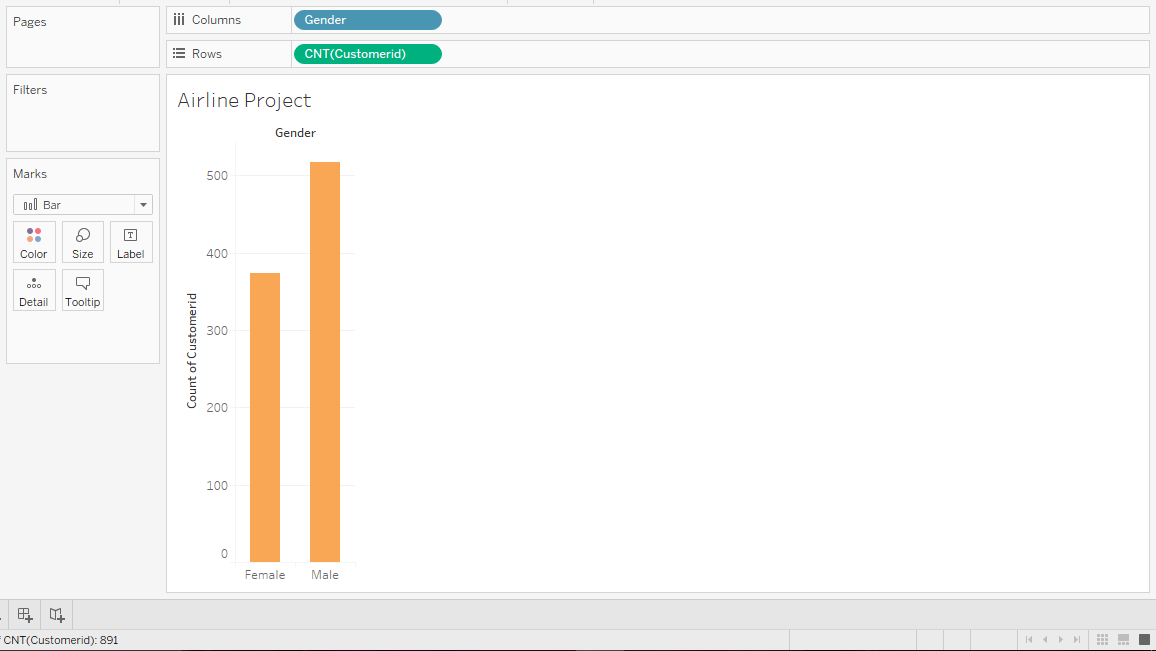 Pages
Columns
Gender
Rows
CNT(Customerid)
Filters
Marks
Bar
Color
Size
Label
Detail
Tooltip
Airline Project
Gender
500
400
300
200
100
0
Count of Customerid
Female
Male
CNT(Customerid): 891